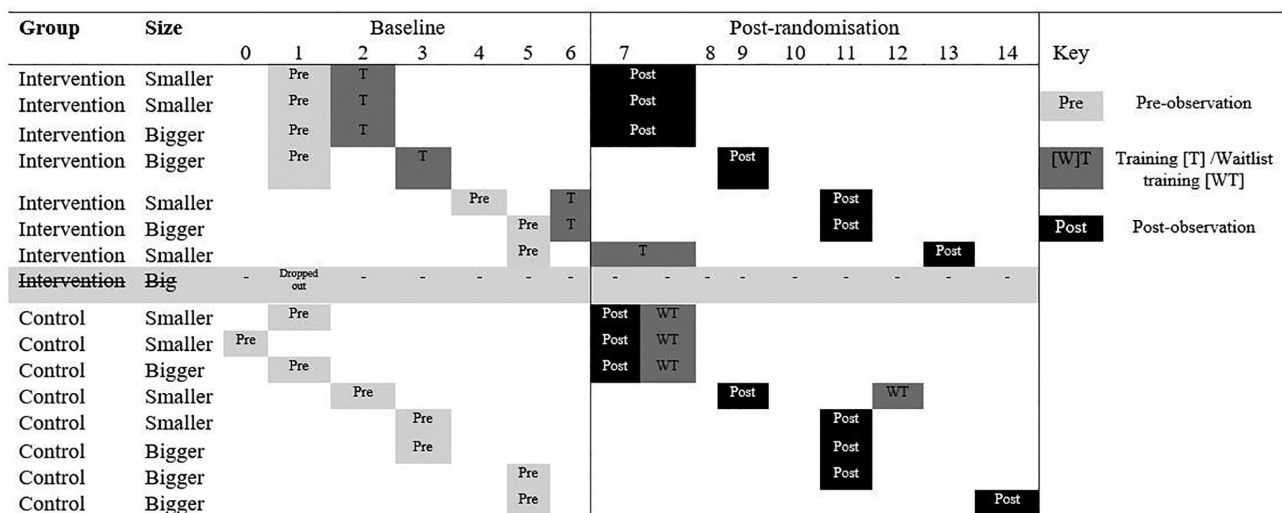 Group Size Baseline Post-randomisation
0 1 2 3 4 5 6 7 8 9 10 11 12 13 14 Key
Intervention Smaller Pre T Post
Intervention Smaller Pre T Post Pre Pre-observation
Intervention Bigger Pre T Post
Intervention Bigger Pre T Post [W]T Training [T] /Waitlist
training [WT]
Intervention Smaller Pre T Post
Intervention Bigger Pre T Post Post Post-observation
Intervention Smaller Pre T Post
Intervention Big - Dropped - - - - - - - - - - - - -
out
Control Smaller Pre Post WT
Control Smaller Pre Post WT
Control Bigger Pre Post WT
Control Smaller Pre Post WT
Control Smaller Pre Post
Control Bigger Pre Post
Control Bigger Pre Post
Control Bigger Pre Post